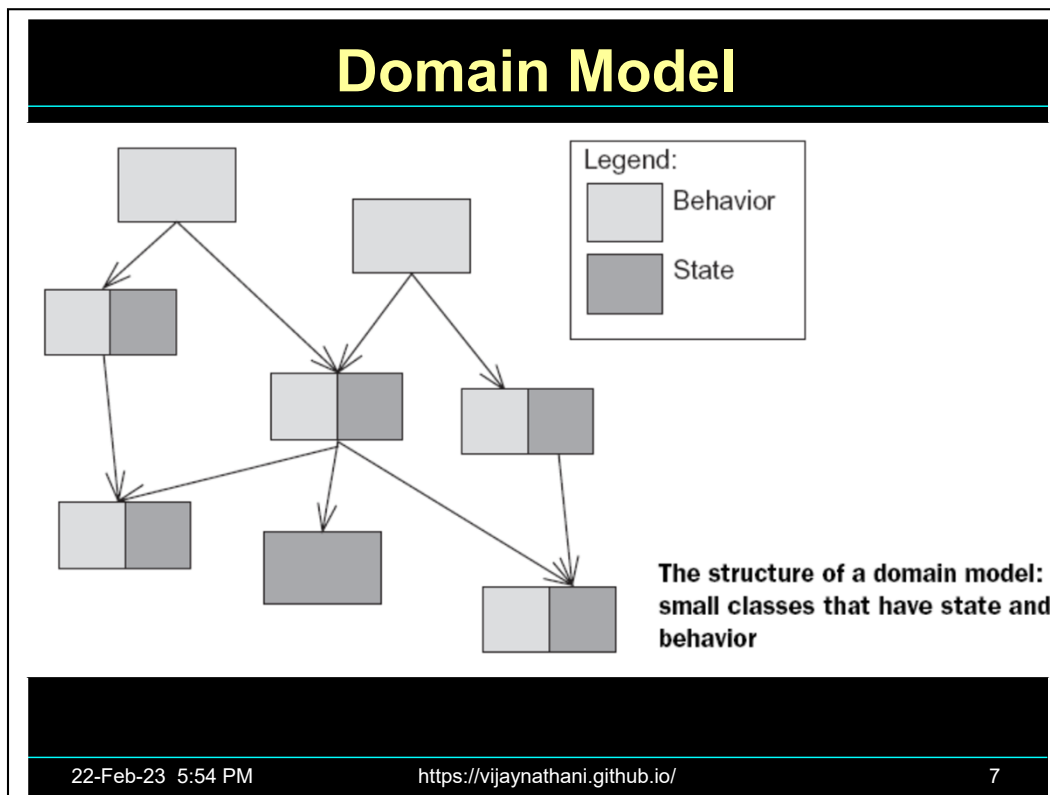 Domain Model
Legend:
Behavior
State
The structure of a domain model:
small classes that have state and
behavior
22-Feb-23 5:54 PM
https://vijaynathani.github.io/
7